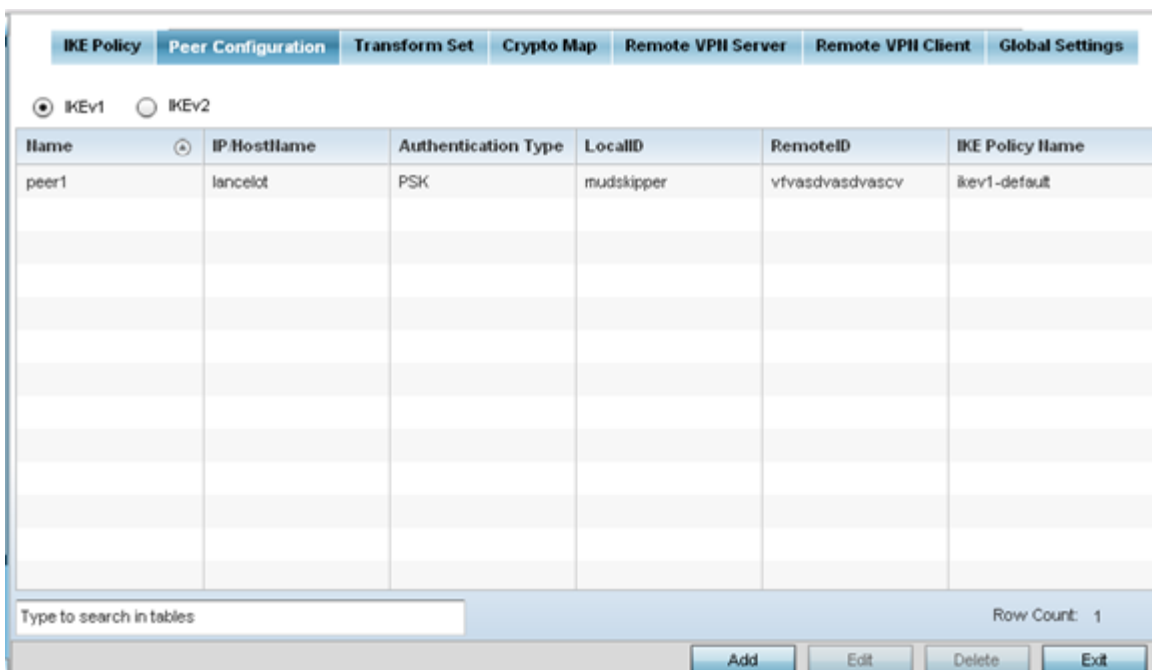 IKE Policy Peer Configuration Transform Set Crypto Map Remote VPN Server Remote VPN Client Global Settings
IKEv1 IKEv2
Name IP/HostName Authentication Type LocalID RemoteID IKE Policy Name
peer1 lancelot PSK mudskipper vfvasdvasdvascv ikev1-default
Type to search in tables Row Count: 1
Add Edit Delete Exit